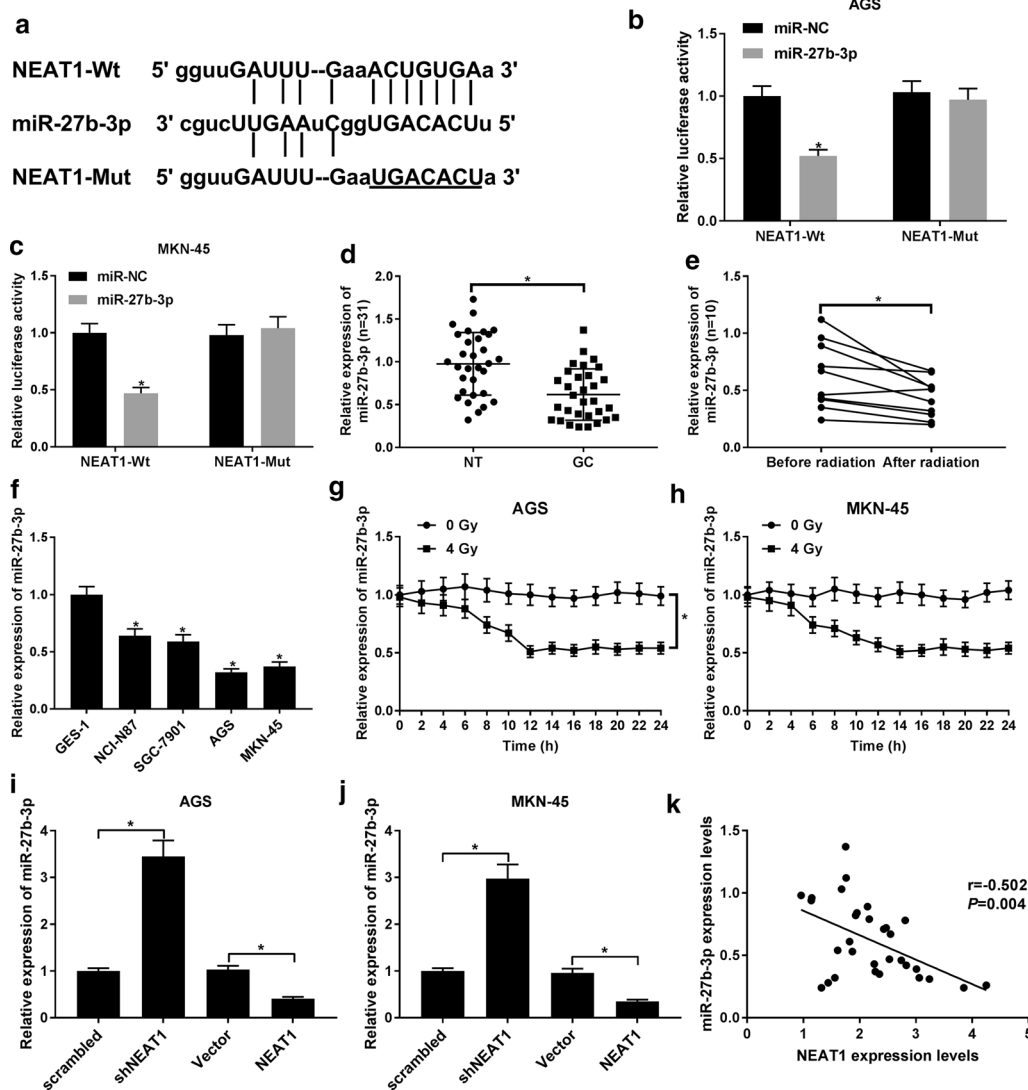 a
NEAT1-Wt 5' gguuGAUUU--GaaACUGUGAa 3'
miR-27b-3p 3' cgucUUGAAuCggUGACACUu 5'
NEAT1-Mut 5' gguuGAUUU--GaaUGACACUa 3'
b
AGS
miR-NC
miR-27b-3p
Relative luciferase activity
1.5
1.0
0.5
0.0
*
NEAT1-Wt NEAT1-Mut
c
MKN-45
miR-NC
miR-27b-3p
Relative luciferase activity
1.5
1.0
0.5
0.0
*
NEAT1-Wt NEAT1-Mut
d
Relative expression of
miR-27b-3p (n=31)
2.0
1.5
1.0
0.5
0.0
*
NT GC
e
Relative expression of
miR-27b-3p (n=10)
1.5
1.0
0.5
0.0
*
Before radiation After radiation
f
Relative expression of miR-27b-3p
1.5
1.0
0.5
0.0
* * * *
GES-1 NCI-N87 SGC-7901 AGS MKN-45
g
AGS
0 Gy
4 Gy
Relative expression of miR-27b-3p
1.5
1.0
0.5
0.0
*
0 2 4 6 8 10 12 14 16 18 20 22 24
Time (h)
h
MKN-45
0 Gy
4 Gy
Relative expression of miR-27b-3p
1.5
1.0
0.5
0.0
0 2 4 6 8 10 12 14 16 18 20 22 24
Time (h)
i
AGS
Relative expression of miR-27b-3p
4
3
2
1
0
* *
scrambled shNEAT1 Vector NEAT1
j
MKN-45
Relative expression of miR-27b-3p
4
3
2
1
0
* *
scrambled shNEAT1 Vector NEAT1
k
miR-27b-3p expression levels
1.5
1.0
0.5
0.0
r=-0.502
P=0.004
0 1 2 3 4 5
NEAT1 expression levels